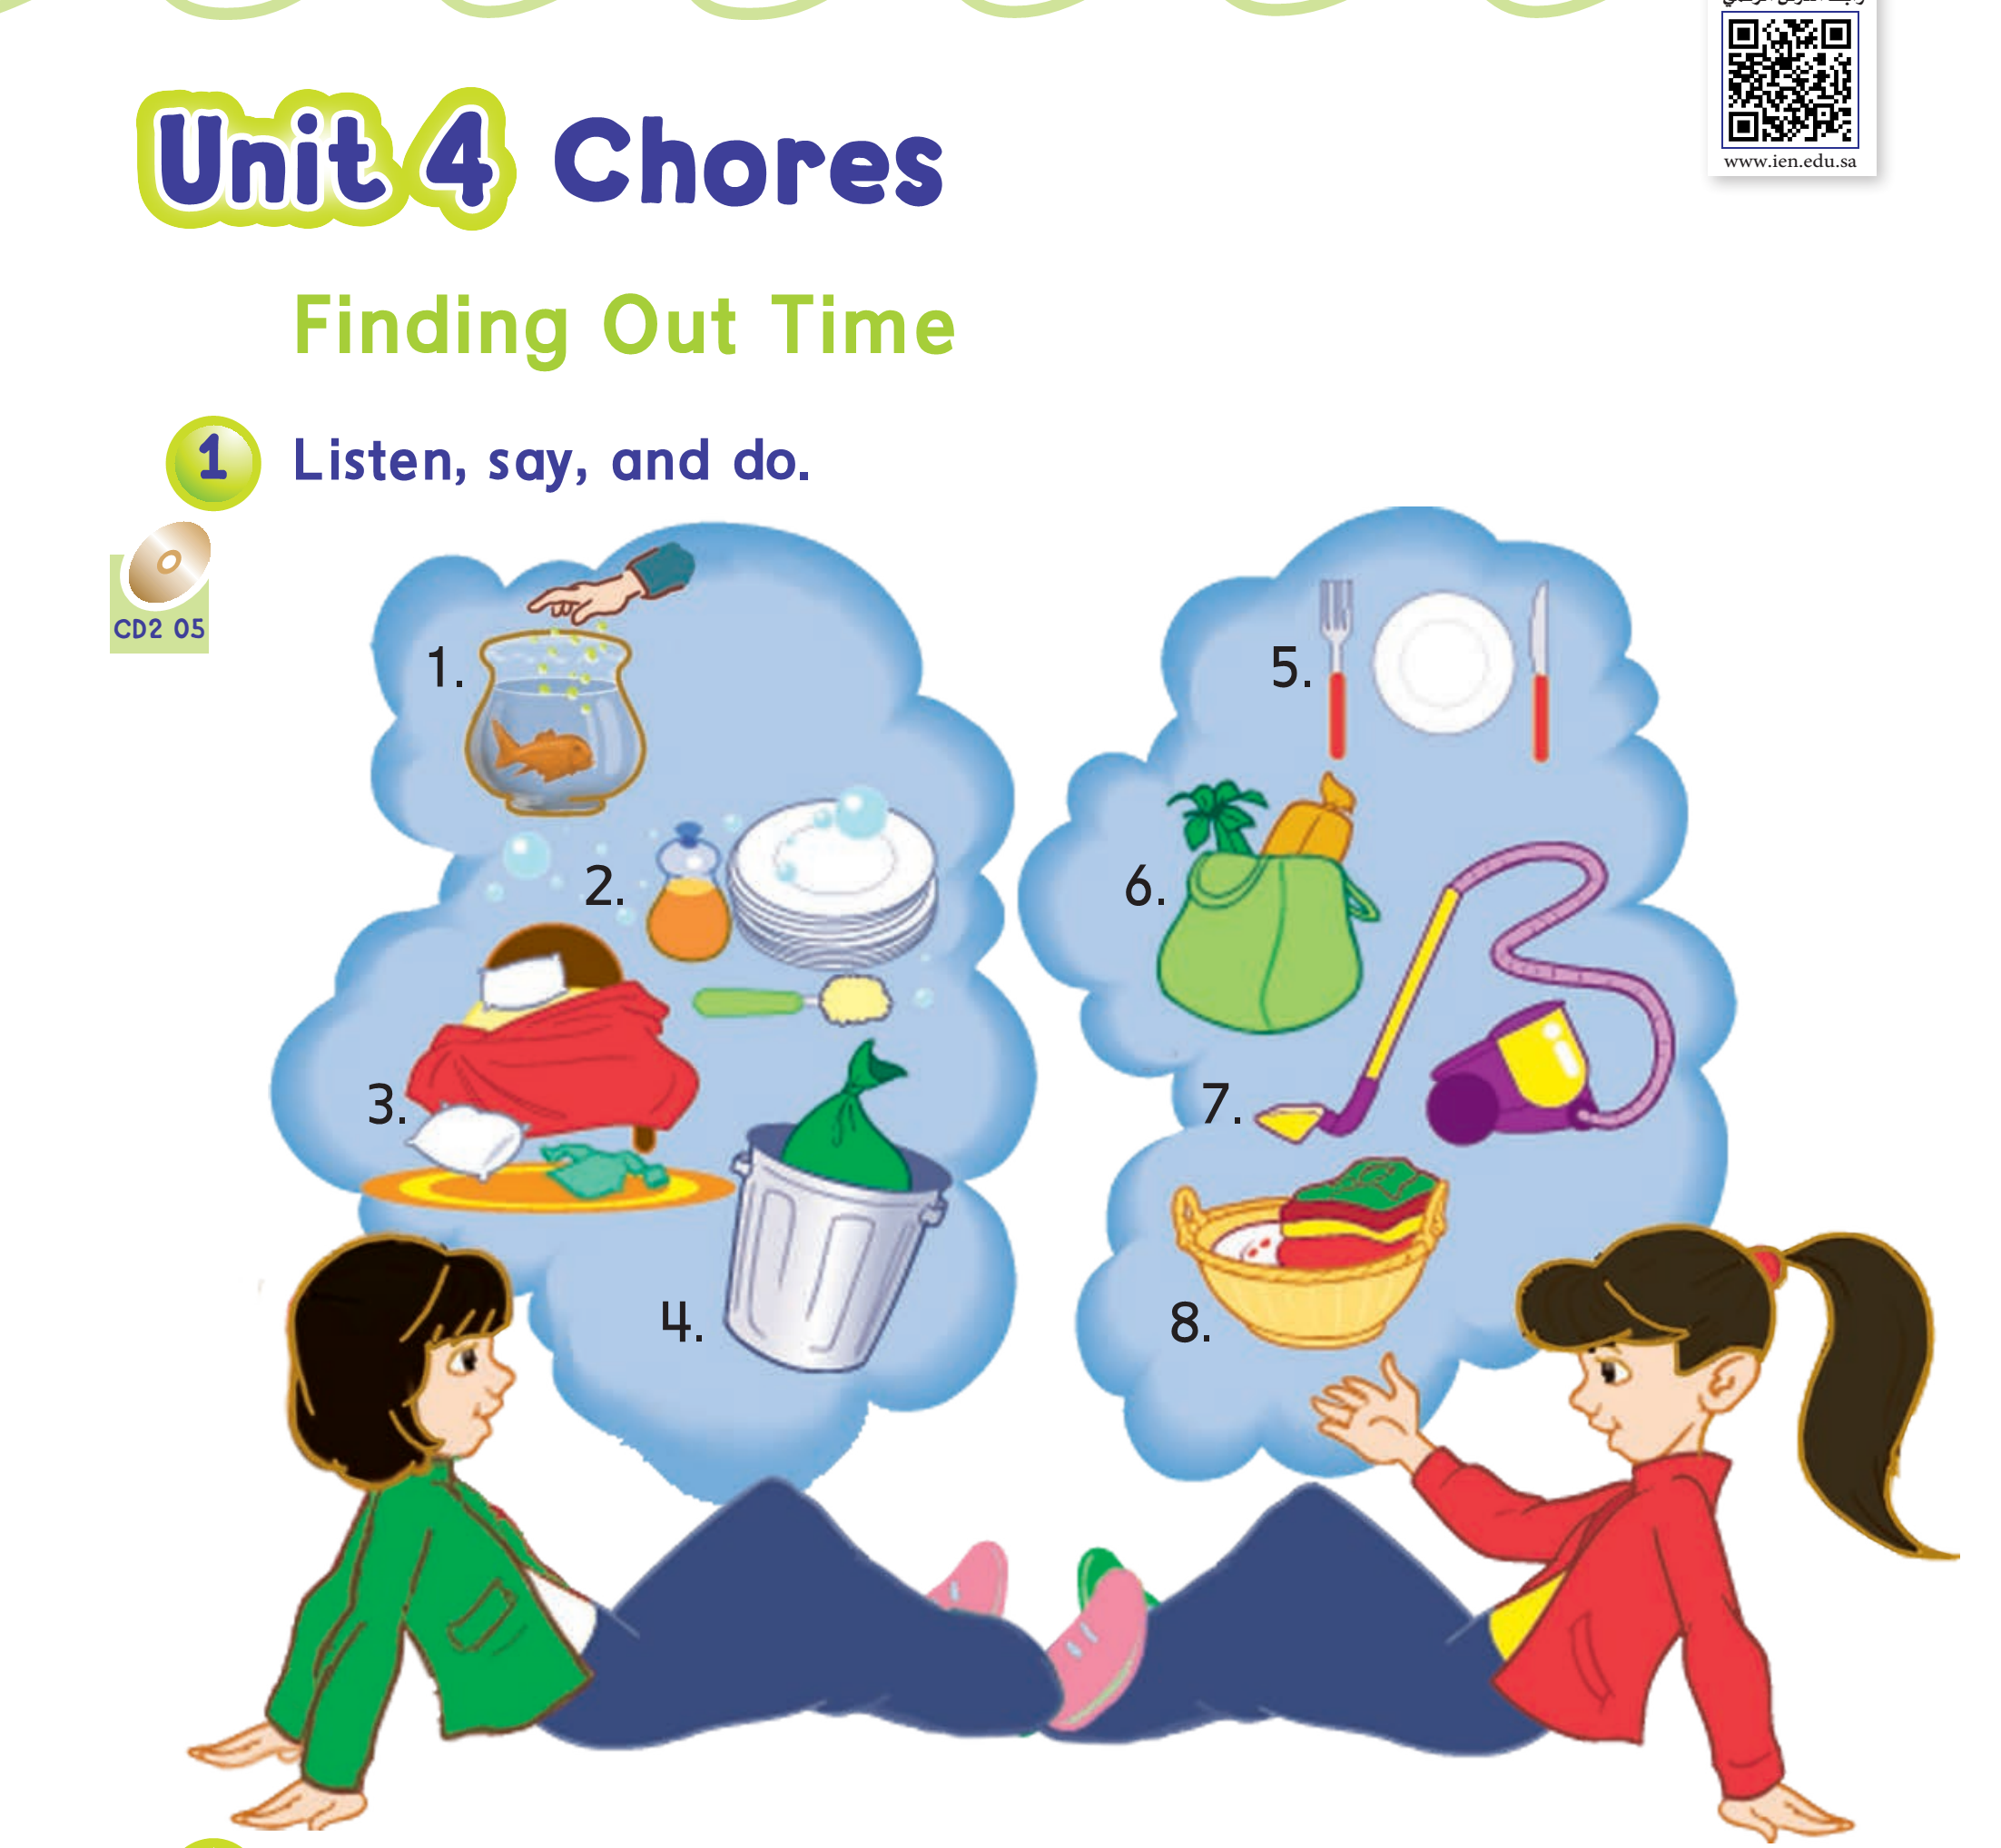 www.ien.edu.sa
Unit 4 Chores
Finding Out Time
1 Listen, say, and do.
CD2 05
1.
2.
3.
4.
5.
6.
7.
8.